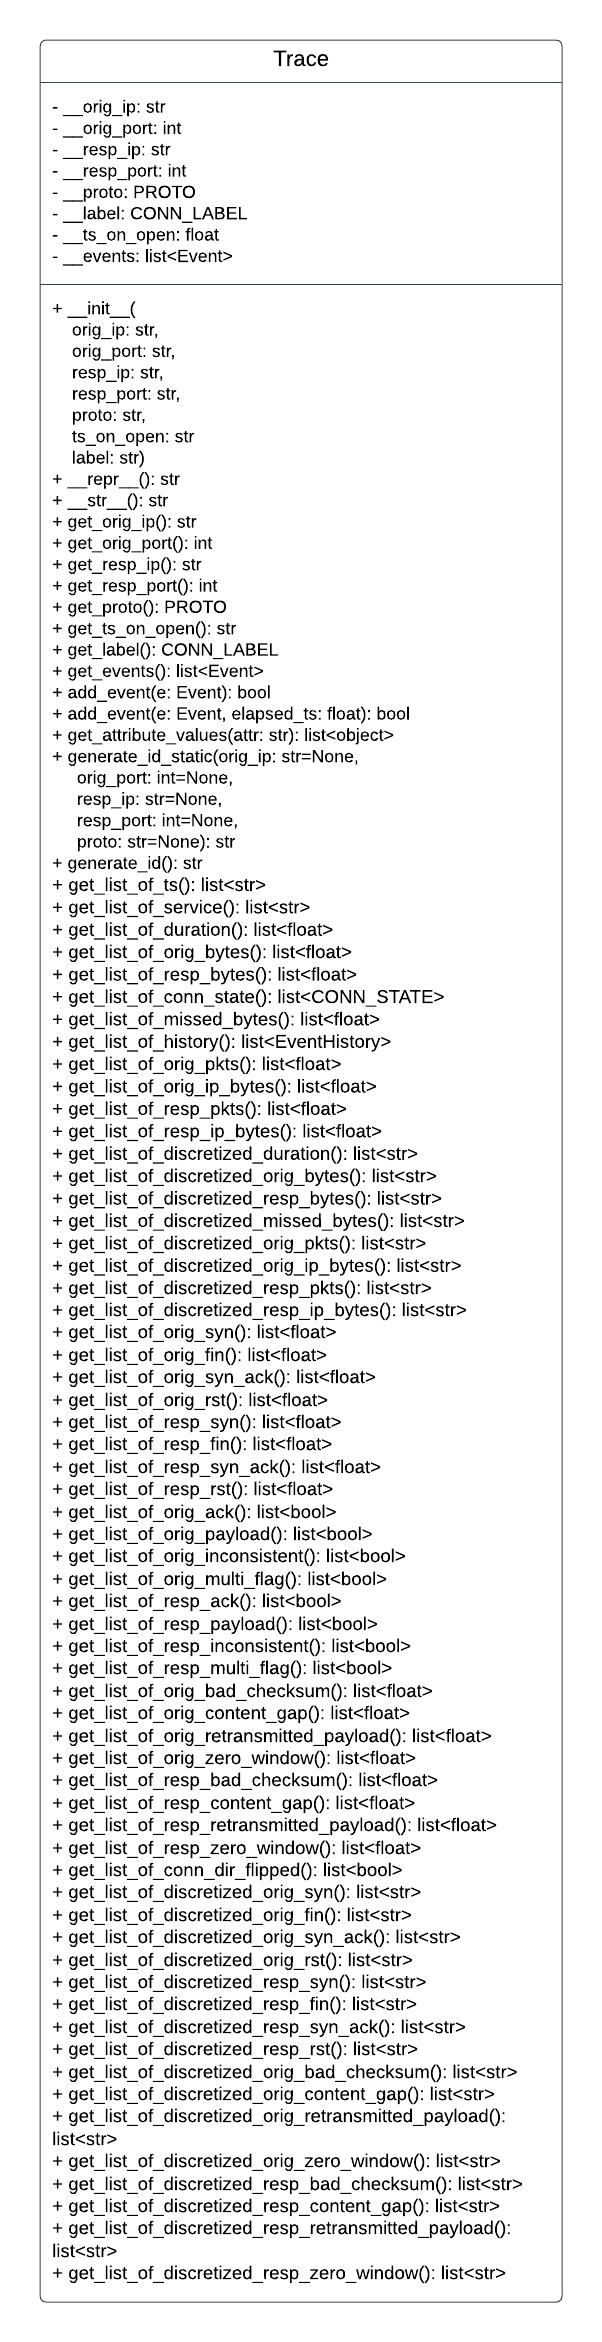 Trace
- __orig_ip: str
- __orig_port: int
- __resp_ip: str
- __resp_port: int
- __proto: PROTO
- __label: CONN_LABEL
- __ts_on_open: float
- __events: list<Event>
+ __init__(
orig_ip: str,
orig_port: str,
resp_ip: str,
resp_port: str,
proto: str,
ts_on_open: str
label: str)
+ __repr__(): str
+ __str__(): str
+ get_orig_ip(): str
+ get_orig_port(): int
+ get_resp_ip(): str
+ get_resp_port(): int
+ get_proto(): PROTO
+ get_ts_on_open(): str
+ get_label(): CONN_LABEL
+ get_events(): list<Event>
+ add_event(e: Event): bool
+ add_event(e: Event, elapsed_ts: float): bool
+ get_attribute_values(attr: str): list<object>
+ generate_id_static(orig_ip: str=None,
orig_port: int=None,
resp_ip: str=None,
resp_port: int=None,
proto: str=None): str
+ generate_id(): str
+ get_list_of_ts(): list<str>
+ get_list_of_service(): list<str>
+ get_list_of_duration(): list<float>
+ get_list_of_orig_bytes(): list<float>
+ get_list_of_resp_bytes(): list<float>
+ get_list_of_conn_state(): list<CONN_STATE>
+ get_list_of_missed_bytes(): list<float>
+ get_list_of_history(): list<EventHistory>
+ get_list_of_orig_pkts(): list<float>
+ get_list_of_orig_ip_bytes(): list<float>
+ get_list_of_resp_pkts(): list<float>
+ get_list_of_resp_ip_bytes(): list<float>
+ get_list_of_discretized_duration(): list<str>
+ get_list_of_discretized_orig_bytes(): list<str>
+ get_list_of_discretized_resp_bytes(): list<str>
+ get_list_of_discretized_missed_bytes(): list<str>
+ get_list_of_discretized_orig_pkts(): list<str>
+ get_list_of_discretized_orig_ip_bytes(): list<str>
+ get_list_of_discretized_resp_pkts(): list<str>
+ get_list_of_discretized_resp_ip_bytes(): list<str>
+ get_list_of_orig_syn(): list<float>
+ get_list_of_orig_fin(): list<float>
+ get_list_of_orig_syn_ack(): list<float>
+ get_list_of_orig_rst(): list<float>
+ get_list_of_resp_syn(): list<float>
+ get_list_of_resp_fin(): list<float>
+ get_list_of_resp_syn_ack(): list<float>
+ get_list_of_resp_rst(): list<float>
+ get_list_of_orig_ack(): list<bool>
+ get_list_of_orig_payload(): list<bool>
+ get_list_of_orig_inconsistent(): list<bool>
+ get_list_of_orig_multi_flag(): list<bool>
+ get_list_of_resp_ack(): list<bool>
+ get_list_of_resp_payload(): list<bool>
+ get_list_of_resp_inconsistent(): list<bool>
+ get_list_of_resp_multi_flag(): list<bool>
+ get_list_of_orig_bad_checksum(): list<float>
+ get_list_of_orig_content_gap(): list<float>
+ get_list_of_orig_retransmitted_payload(): list<float>
+ get_list_of_orig_zero_window(): list<float>
+ get_list_of_resp_bad_checksum(): list<float>
+ get_list_of_resp_content_gap(): list<float>
+ get_list_of_resp_retransmitted_payload(): list<float>
+ get_list_of_resp_zero_window(): list<float>
+ get_list_of_conn_dir_flipped(): list<bool>
+ get_list_of_discretized_orig_syn(): list<str>
+ get_list_of_discretized_orig_fin(): list<str>
+ get_list_of_discretized_orig_syn_ack(): list<str>
+ get_list_of_discretized_orig_rst(): list<str>
+ get_list_of_discretized_resp_syn(): list<str>
+ get_list_of_discretized_resp_fin(): list<str>
+ get_list_of_discretized_resp_syn_ack(): list<str>
+ get_list_of_discretized_resp_rst(): list<str>
+ get_list_of_discretized_orig_bad_checksum(): list<str>
+ get_list_of_discretized_orig_content_gap(): list<str>
+ get_list_of_discretized_orig_retransmitted_payload():
list<str>
+ get_list_of_discretized_orig_zero_window(): list<str>
+ get_list_of_discretized_resp_bad_checksum(): list<str>
+ get_list_of_discretized_resp_content_gap(): list<str>
+ get_list_of_discretized_resp_retransmitted_payload():
list<str>
+ get_list_of_discretized_resp_zero_window(): list<str>